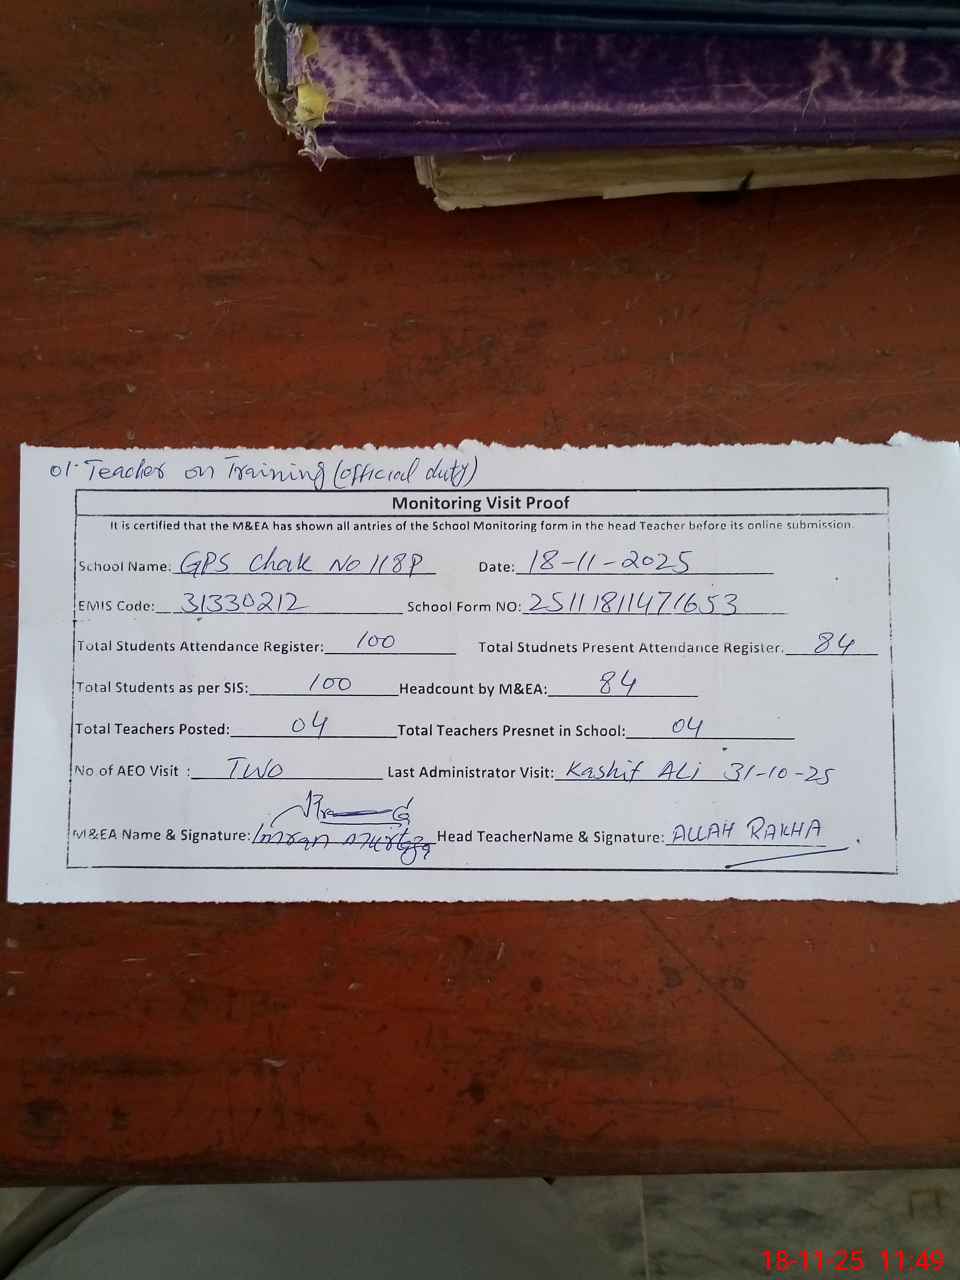 01. Teacher on Training (official duty)
Monitoring Visit Proof
It is certified that the M&EA has shown all antries of the School Monitoring form in the head Teacher before its online submission.
School Name: GPS Chak No 118P Date: 18-11-2025
EMIS Code: 31330212 School Form NO: 25111811471653
Total Students Attendance Register: 100 Total Studnets Present Attendance Register. 84
Total Students as per SIS: 100 Headcount by M&EA: 84
Total Teachers Posted: 04 Total Teachers Presnet in School: 04
No of AEO Visit : TWO Last Administrator Visit: Kashif ALi 31-10-25
M&EA Name & Signature: Imran Murtaza Head TeacherName & Signature: ALLAH RAKHA
18-11-25 11:49